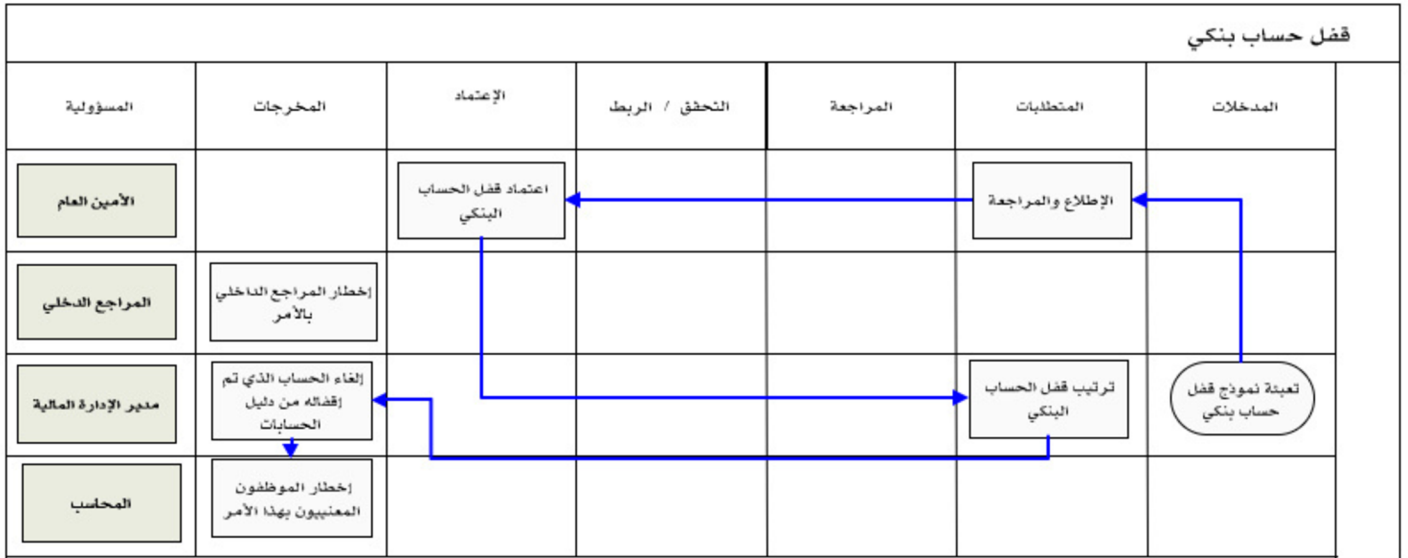 قفل حساب بنكي
المدخلات
المتطلبات
المراجعة
التحقق / الربط
الإعتماد
المخرجات
المسؤولية
الإطلاع والمراجعة
اعتماد قفل الحساب
البنكي
الأمين العام
إخطار المراجع الداخلي
بالأمر
المراجع الدخلي
تعبئة نموذج قفل
حساب بنكي
ترتيب قفل الحساب
البنكي
إلغاء الحساب الذي تم
إقفاله من دليل
الحسابات
مدير الإدارة المالية
إخطار الموظفون
المعنييون بهذا الأمر
المحاسب